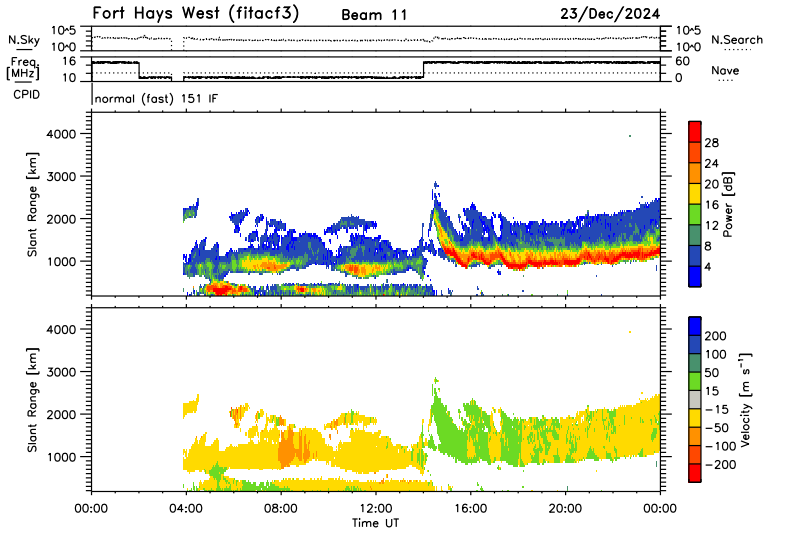 Fort Hays West (fitacf3) Beam 11 23/Dec/2024
10^5 10^5
N.Sky N.Search
10^0 10^0
Freq. 16 60
[MHz] Nave
10 0
CPID normal (fast) 151 IF
4000
3000
2000
1000
Slant Range [km]
28
24
20
16
12
8
4
Power [dB]
4000
3000
2000
1000
Slant Range [km]
200
100
50
15
-15
-50
-100
-200
Velocity [m s⁻¹]
00:00 04:00 08:00 12:00 16:00 20:00 00:00
Time UT